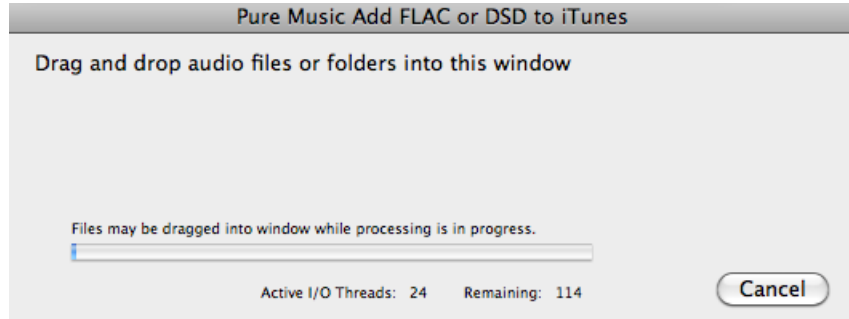 Pure Music Add FLAC or DSD to iTunes
Drag and drop audio files or folders into this window
Files may be dragged into window while processing is in progress.
Active I/O Threads: 24 Remaining: 114
Cancel